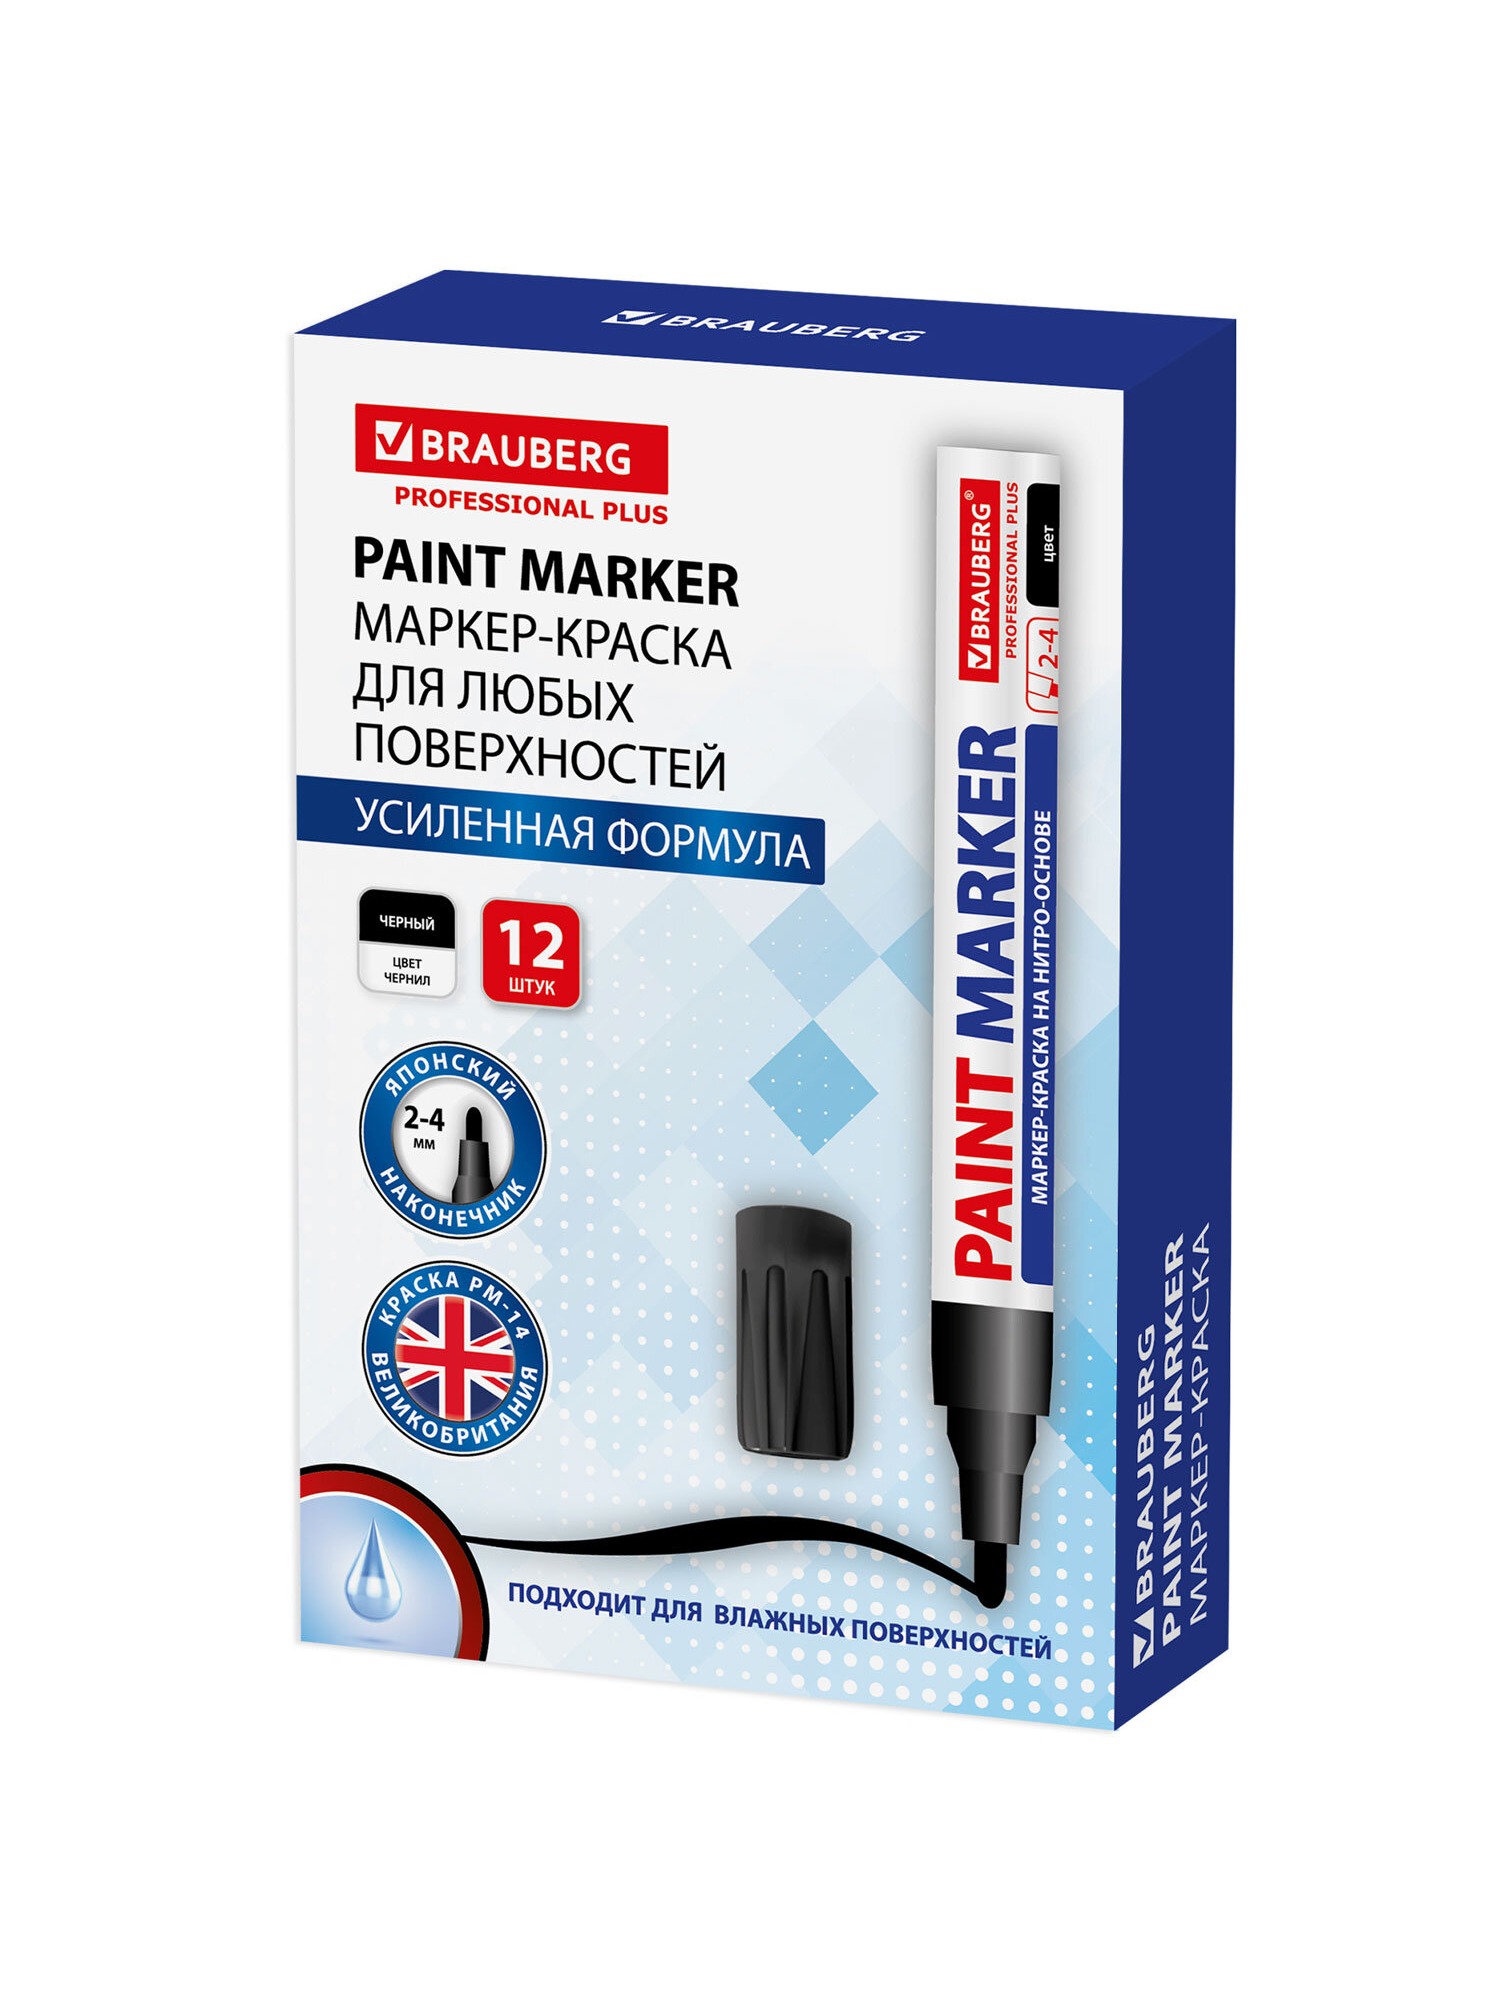 BRAUBERG
BRAUBERG
PROFESSIONAL PLUS
PAINT MARKER
МАРКЕР-КРАСКА
ДЛЯ ЛЮБЫХ
ПОВЕРХНОСТЕЙ
УСИЛЕННАЯ ФОРМУЛА
ЧЕРНЫЙ
ЦВЕТ
ЧЕРНИЛ
12
ШТУК
ЯПОНСКИЙ
2-4
мм
НАКОНЕЧНИК
КРАСКА PM-14
ВЕЛИКОБРИТАНИЯ
ПОДХОДИТ ДЛЯ ВЛАЖНЫХ ПОВЕРХНОСТЕЙ
BRAUBERG®
PROFESSIONAL PLUS
цвет
2-4
PAINT MARKER
МАРКЕР-КРАСКА НА НИТРО-ОСНОВЕ
BRAUBERG
PAINT MARKER
МАРКЕР-КРАСКА